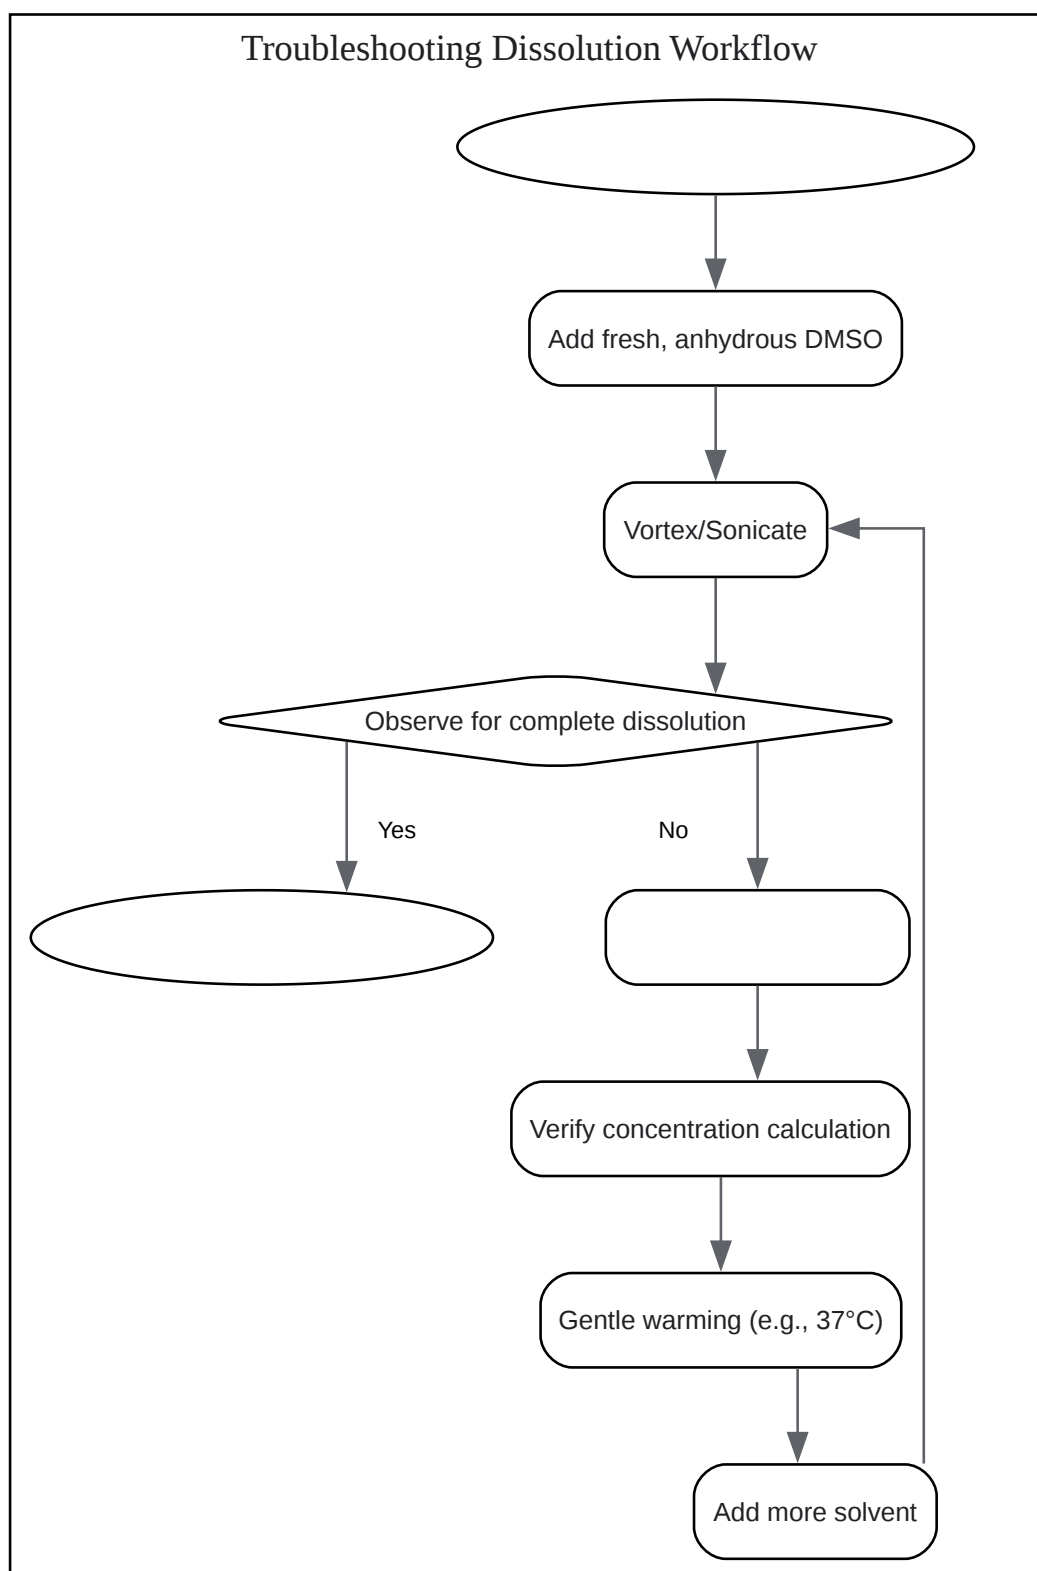 Troubleshooting Dissolution Workflow
Add fresh, anhydrous DMSO
Vortex/Sonicate
Observe for complete dissolution
Yes
No
Verify concentration calculation
Gentle warming (e.g., 37°C)
Add more solvent